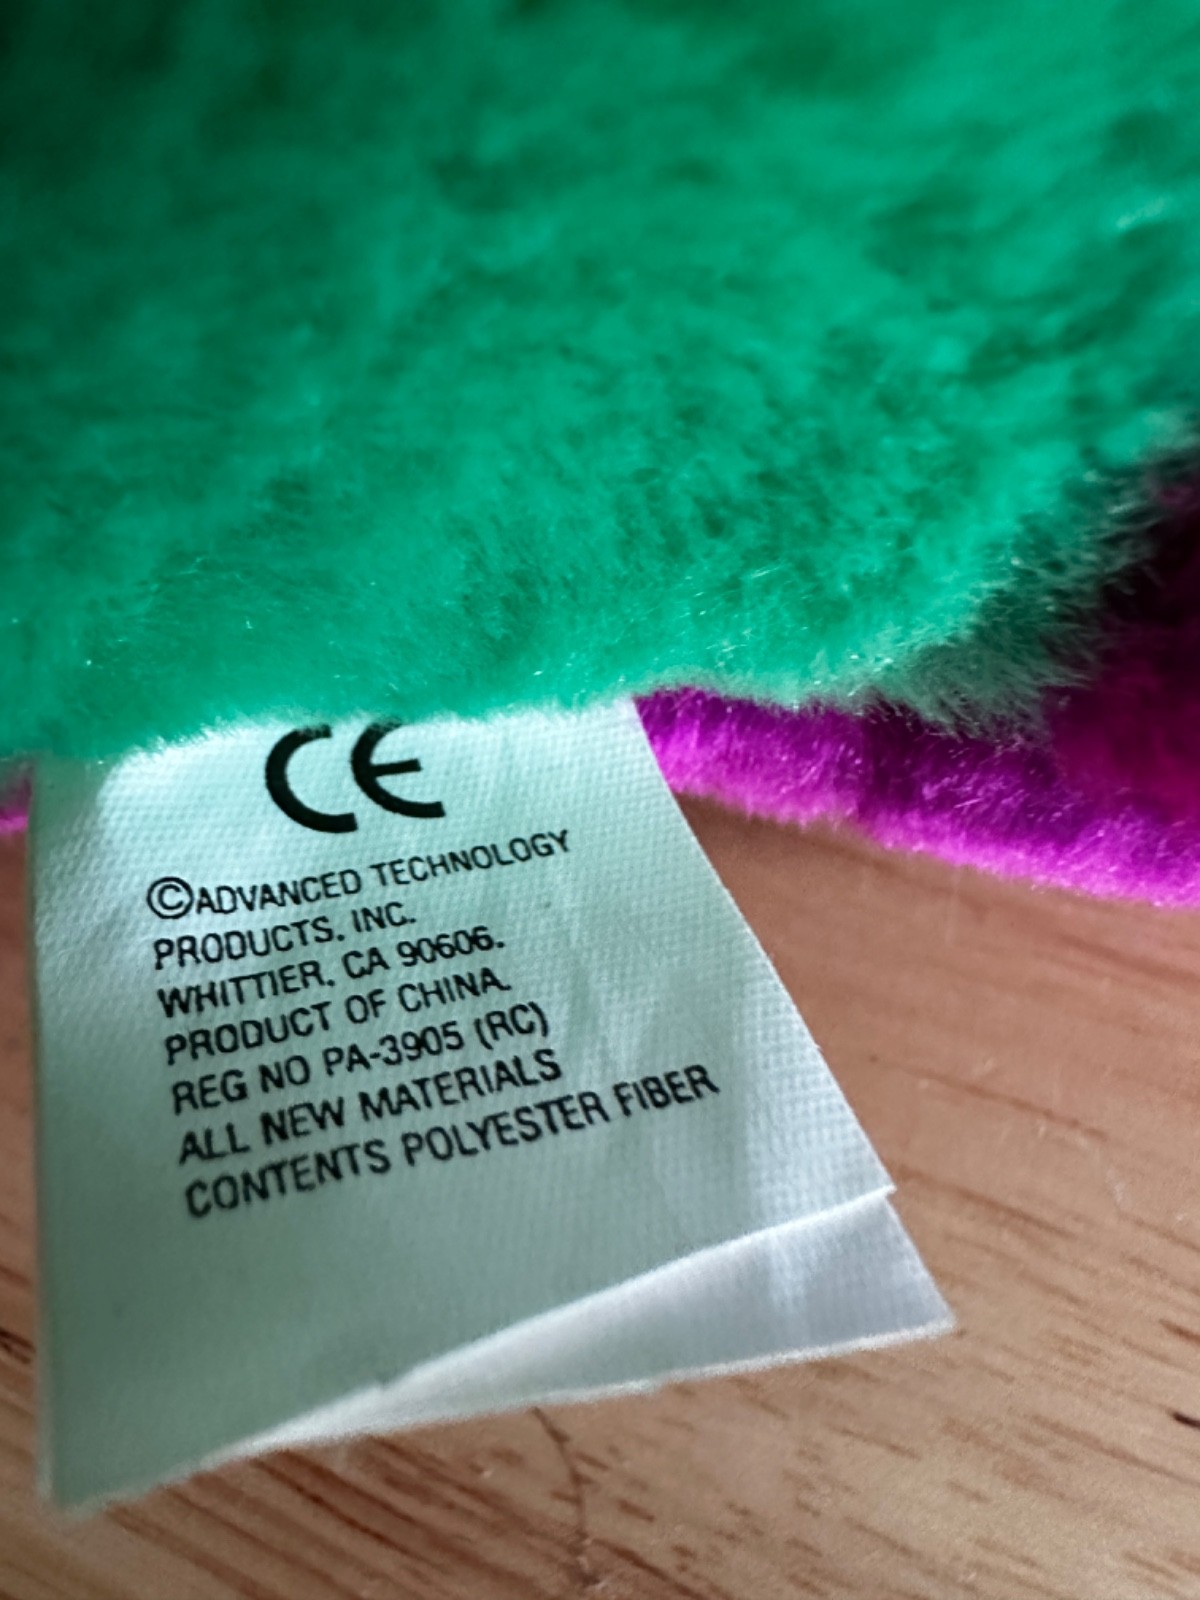 CE
©ADVANCED TECHNOLOGY
PRODUCTS, INC.
WHITTIER, CA 90606.
PRODUCT OF CHINA.
REG NO PA-3905 (RC)
ALL NEW MATERIALS
CONTENTS POLYESTER FIBER